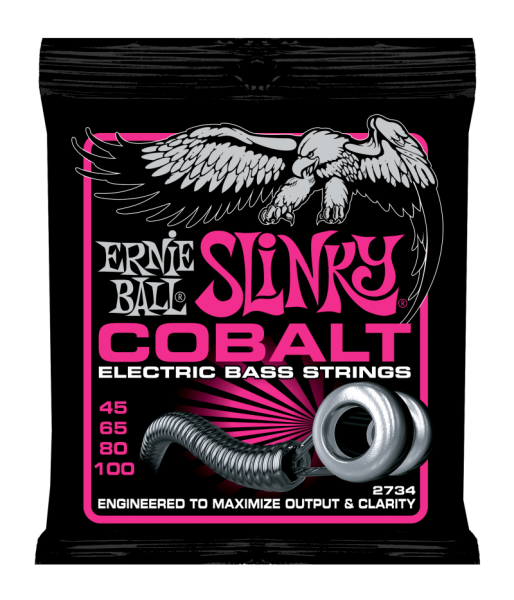 ERNIE BALL® SLINKY®
COBALT
ELECTRIC BASS STRINGS
45
65
80
100
2734
ENGINEERED TO MAXIMIZE OUTPUT & CLARITY